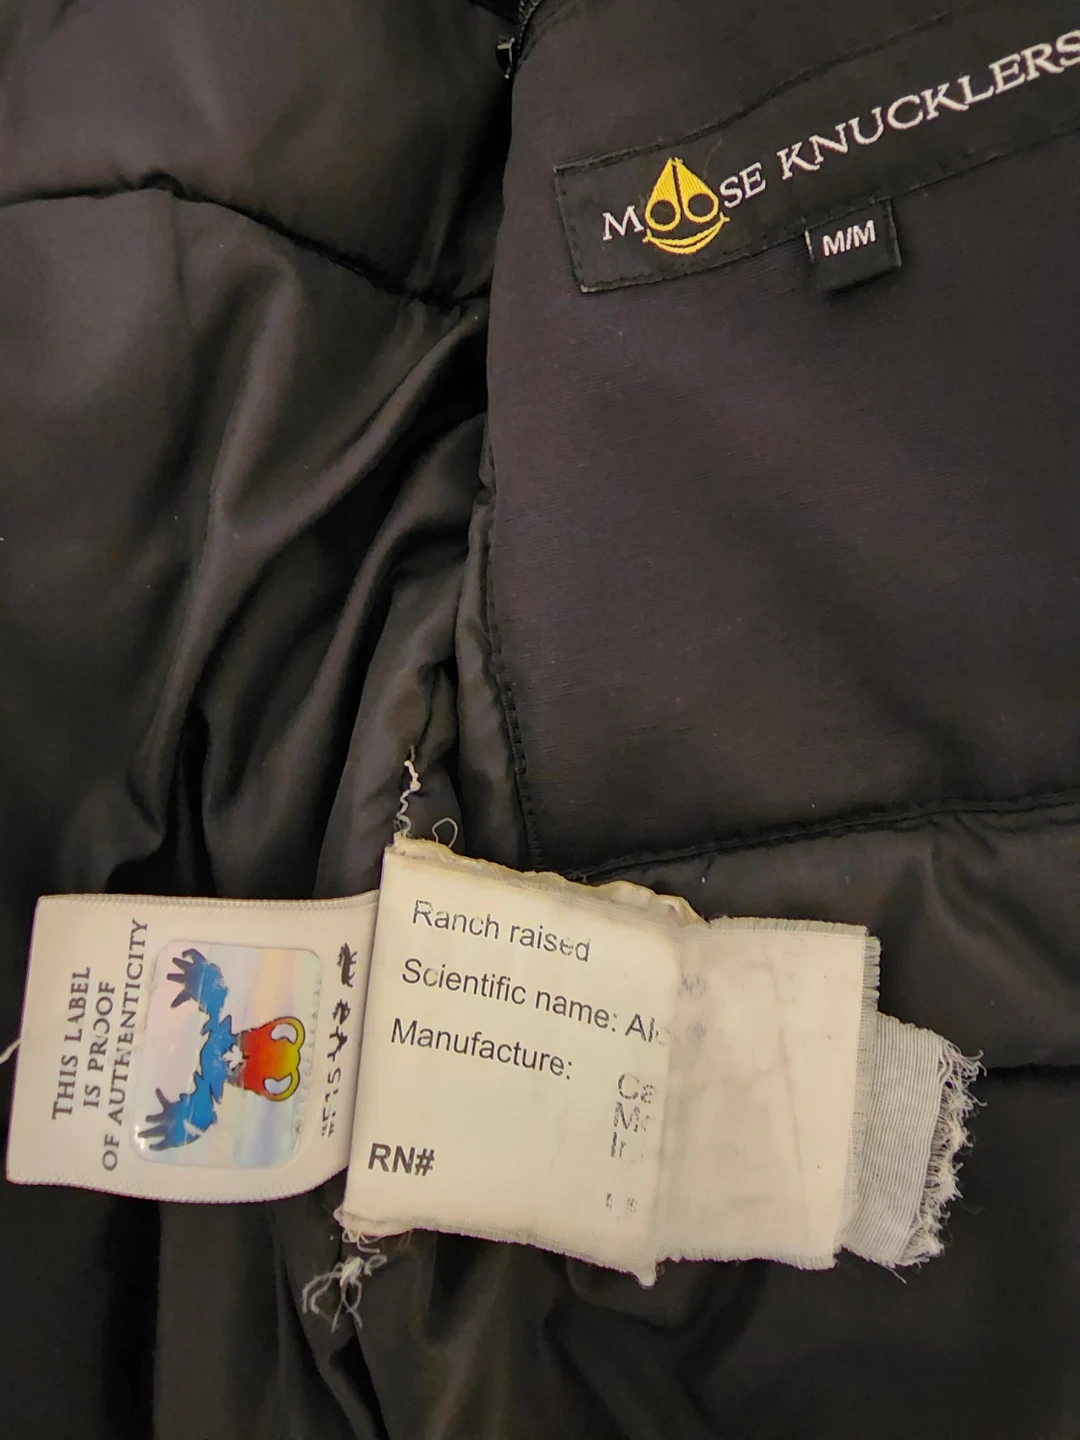 MOOSE KNUCKLERS
M/M
THIS LABEL
IS PROOF
OF AUTHENTICITY
Ranch raised
Scientific name:
Manufacture:
RN#